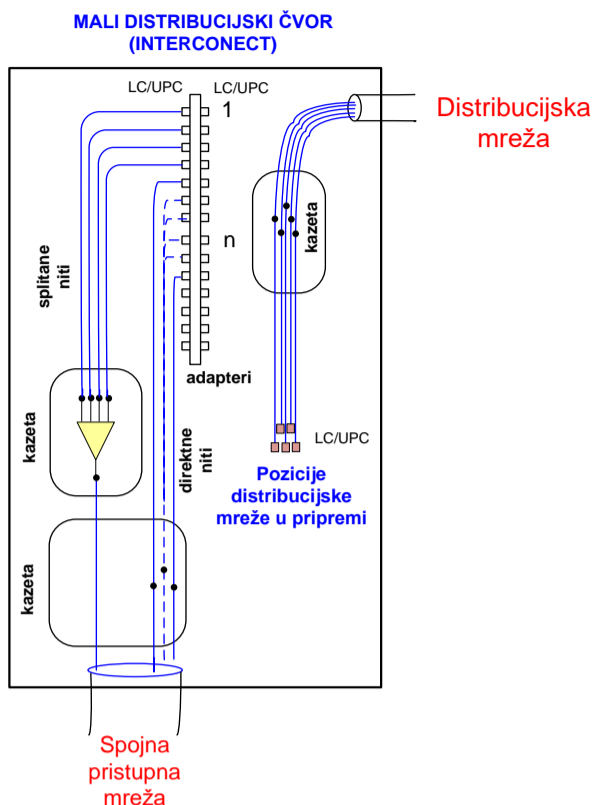 MALI DISTRIBUCIJSKI ČVOR
(INTERCONECT)
LC/UPC
LC/UPC
1
Distribucijska
mreža
kazeta
n
splitane
niti
adapteri
kazeta
direktne
niti
LC/UPC
Pozicije
distribucijske
mreže u pripremi
kazeta
Spojna
pristupna
mreža